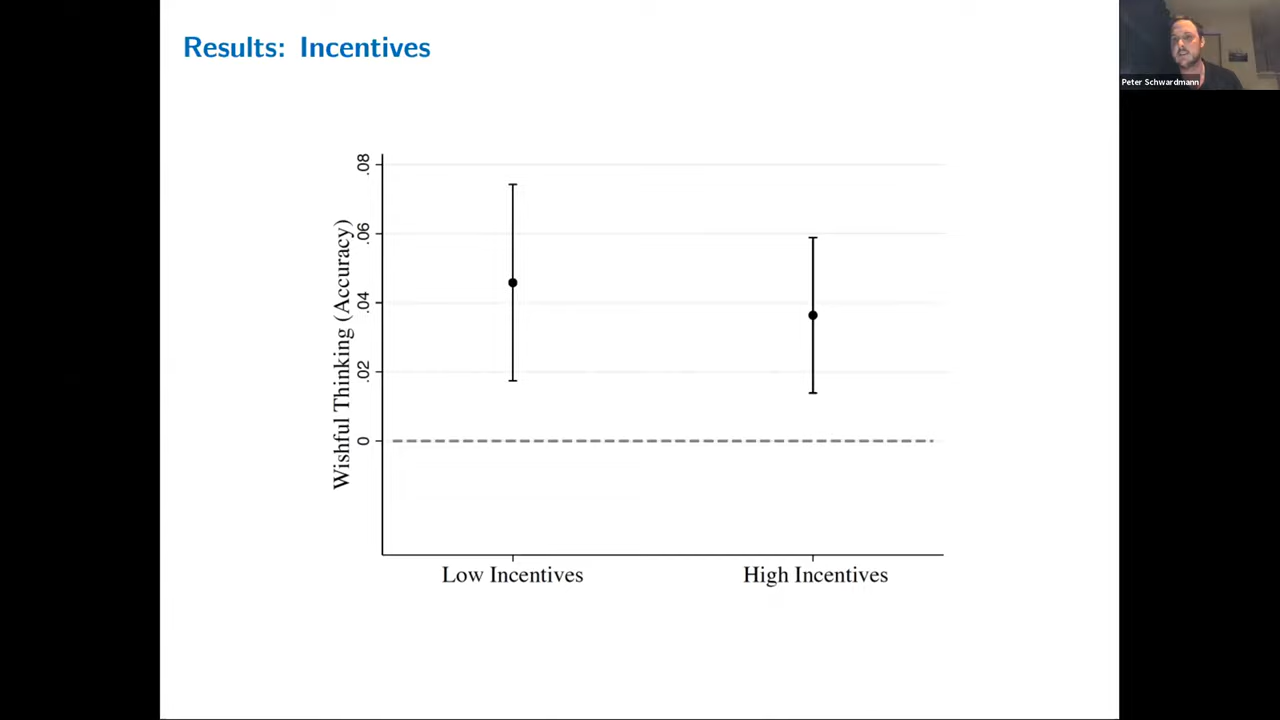 Results: Incentives
Peter Schwardmann
Wishful Thinking (Accuracy)
.08
.06
.04
.02
0
Low Incentives
High Incentives